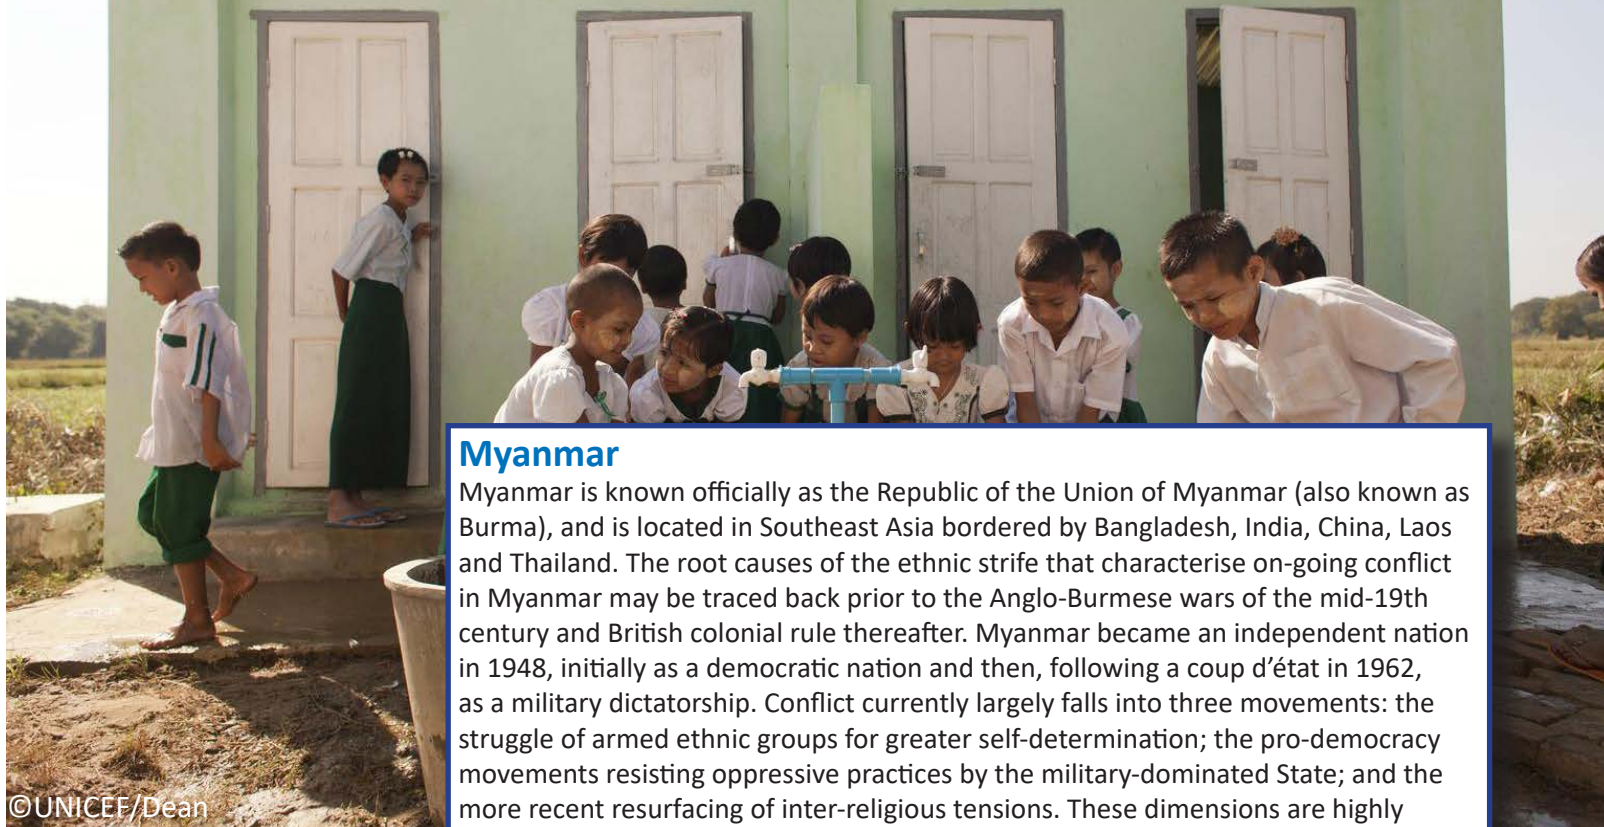 Myanmar
Myanmar is known officially as the Republic of the Union of Myanmar (also known as
Burma), and is located in Southeast Asia bordered by Bangladesh, India, China, Laos
and Thailand. The root causes of the ethnic strife that characterise on-going conflict
in Myanmar may be traced back prior to the Anglo-Burmese wars of the mid-19th
century and British colonial rule thereafter. Myanmar became an independent nation
in 1948, initially as a democratic nation and then, following a coup d’état in 1962,
as a military dictatorship. Conflict currently largely falls into three movements: the
struggle of armed ethnic groups for greater self-determination; the pro-democracy
movements resisting oppressive practices by the military-dominated State; and the
more recent resurfacing of inter-religious tensions. These dimensions are highly
©UNICEF/Dean